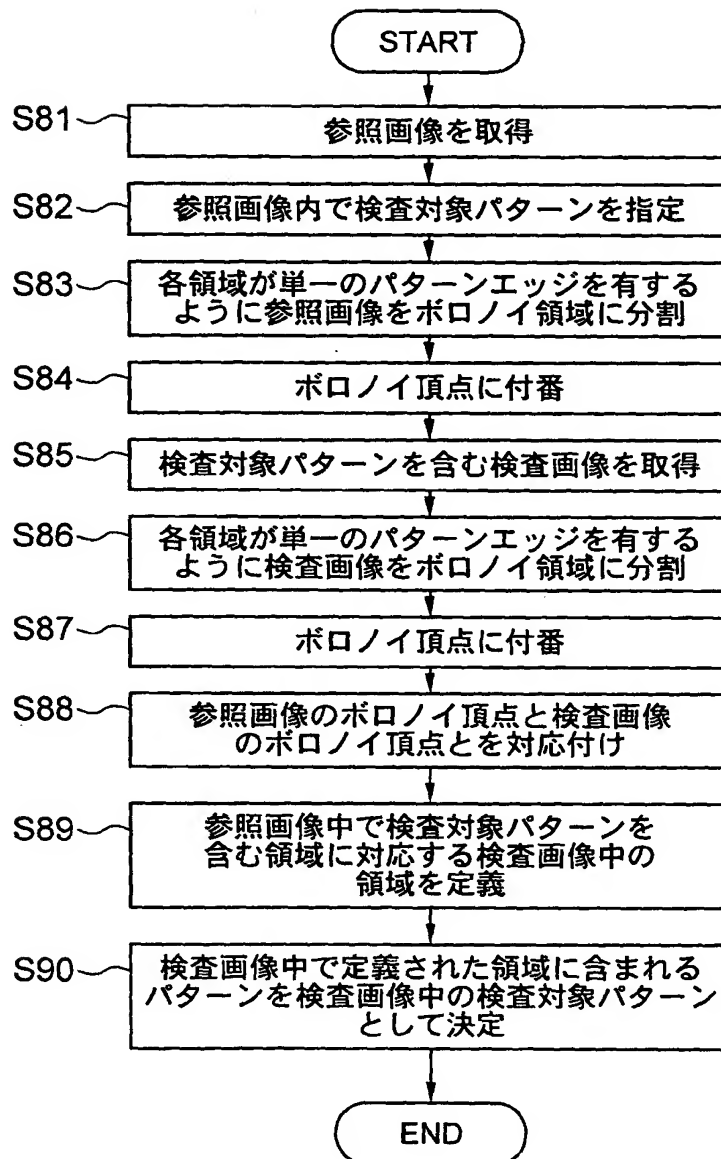 START
S81
参照画像を取得
S82
参照画像内で検査対象パターンを指定
S83
各領域が単一のパターンエッジを有する
ように参照画像をボロノイ領域に分割
S84
ボロノイ頂点に付番
S85
検査対象パターンを含む検査画像を取得
S86
各領域が単一のパターンエッジを有する
ように検査画像をボロノイ領域に分割
S87
ボロノイ頂点に付番
S88
参照画像のボロノイ頂点と検査画像
のボロノイ頂点とを対応付け
S89
参照画像中で検査対象パターンを
含む領域に対応する検査画像中の
領域を定義
S90
検査画像中で定義された領域に含まれる
パターンを検査画像中の検査対象パターン
として決定
END